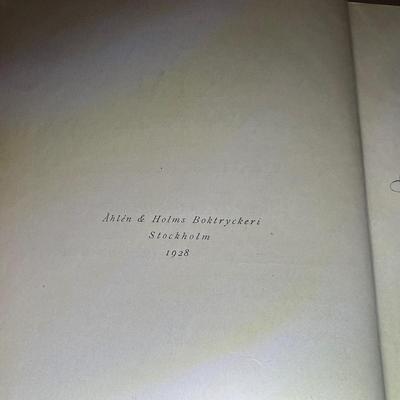 Åhlén & Holms Boktryckeri
Stockholm
1928